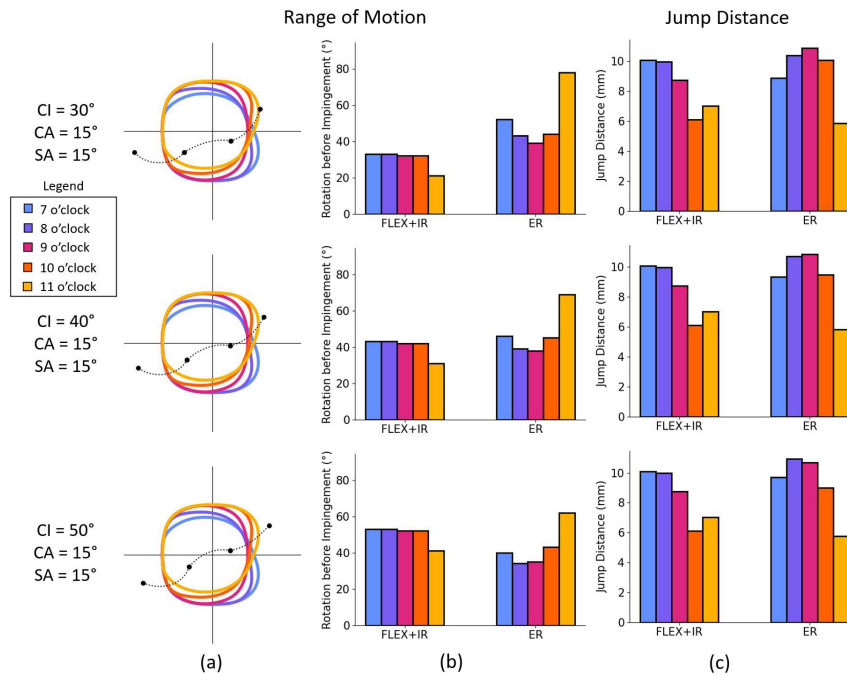 Range of Motion
Jump Distance
CI = 30°
CA = 15°
SA = 15°
Rotation before Impingement (°)
80
60
40
20
0
FLEX+IR
ER
Jump Distance (mm)
10
8
6
4
2
0
FLEX+IR
ER
Legend
7 o'clock
8 o'clock
9 o'clock
10 o'clock
11 o'clock
CI = 40°
CA = 15°
SA = 15°
Rotation before Impingement (°)
80
60
40
20
0
FLEX+IR
ER
Jump Distance (mm)
10
8
6
4
2
0
FLEX+IR
ER
CI = 50°
CA = 15°
SA = 15°
Rotation before Impingement (°)
80
60
40
20
0
FLEX+IR
ER
Jump Distance (mm)
10
8
6
4
2
0
FLEX+IR
ER
(a)
(b)
(c)